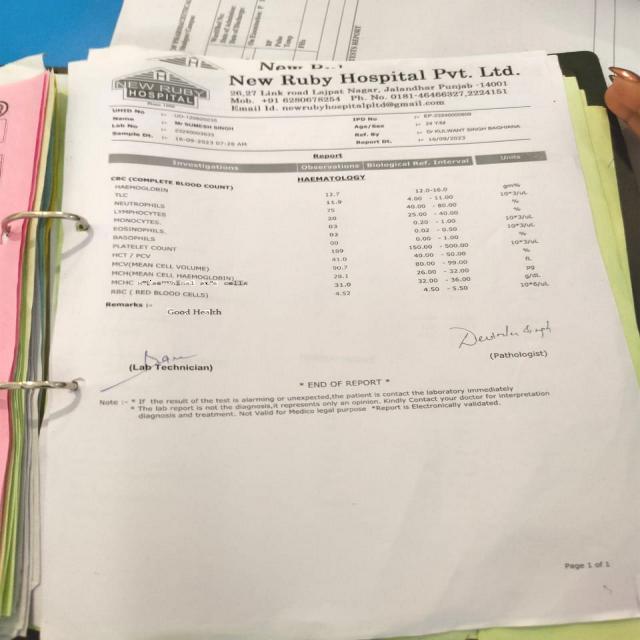 New Ruby Hospital Pvt. Ltd.
NEW RUBY
HOSPITAL
26,27 Link road Lajpat Nagar, Jalandhar Punjab -14001
Mob. +91 6280678254 Ph. No. 0181-46466327,2224151
Email Id. newrubyhospitalpltd@gmail.com
UHID No :- UD-120920235 IPD No :-
Name :- Mr SUMESH SINGH Age/Sex :- 24 Y/M
Lab No :- Ref. By :- Dr KULWANT SINGH BADHANA
Sample Dt. :- 16-09-2023 07:26 AM Report Dt. :- 16/09/2023
Report
Investigations Observations Biological Ref. Interval Units
HAEMATOLOGY
CBC (COMPLETE BLOOD COUNT)
HAEMOGLOBIN 12.7 12.0-16.0 gm%
TLC 11.9 4.00 - 11.00 10^3/uL
NEUTROPHILS 75 40.00 - 80.00 %
LYMPHOCYTES 20 25.00 - 40.00 %
MONOCYTES. 03 0.20 - 1.00 10^3/uL
EOSINOPHILS. 03 0.02 - 0.50 10^3/uL
BASOPHILS 00 0.00 - 1.00 %
PLATELET COUNT 189 150.00 - 500.00 10^3/uL
HCT / PCV 41.0 40.00 - 50.00 %
MCV(MEAN CELL VOLUME) 90.7 80.00 - 99.00 fL
MCH(MEAN CELL HAEMOGLOBIN) 28.1 26.00 - 32.00 pg
MCHC 31.0 32.00 - 36.00 g/dL
RBC ( RED BLOOD CELLS) 4.52 4.50 - 5.50 10^6/uL
Remarks :-
Good Health
(Lab Technician)
(Pathologist)
* END OF REPORT *
Note :- * If the result of the test is alarming or unexpected,the patient is contact the laboratory immediately
* The lab report is not the diagnosis,it represents only an opinion. Kindly Contact your doctor for interpretation
diagnosis and treatment. Not Valid for Medico legal purpose *Report is Electronically validated.
Page 1 of 1